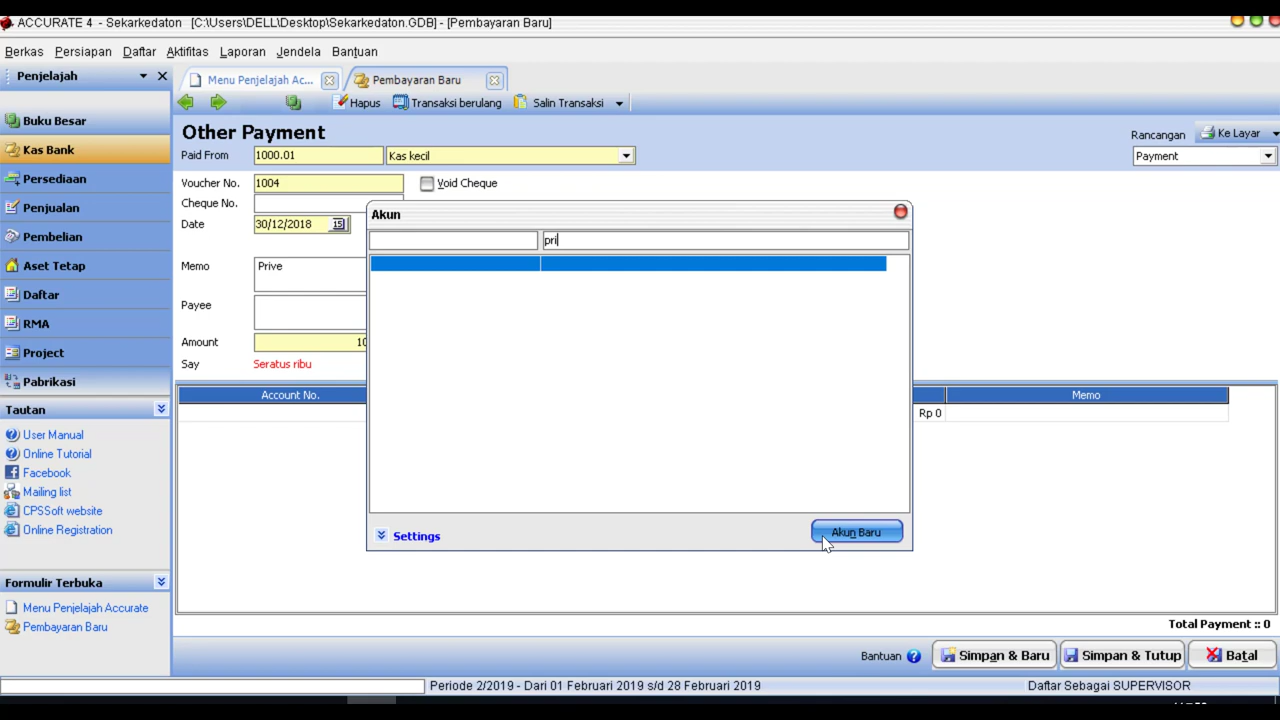 ACCURATE 4 - Sekarkedaton [C:\Users\DELL\Desktop\Sekarkedaton.GDB] - [Pembayaran Baru]
Berkas Persiapan Daftar Aktifitas Laporan Jendela Bantuan
Penjelajah
Menu Penjelajah Ac...
Pembayaran Baru
Hapus
Transaksi berulang
Salin Transaksi
Buku Besar
Kas Bank
Persediaan
Penjualan
Pembelian
Aset Tetap
Daftar
RMA
Project
Pabrikasi
Tautan
User Manual
Online Tutorial
Facebook
Mailing list
CPSSoft website
Online Registration
Formulir Terbuka
Menu Penjelajah Accurate
Pembayaran Baru
Other Payment
Rancangan
Ke Layar
Paid From 1000.01 Kas kecil
Payment
Voucher No. 1004 Void Cheque
Cheque No.
Date 30/12/2018 15
Memo Prive
Payee
Amount 10
Say Seratus ribu
Akun
pri
Settings
Akun Baru
Account No. Memo
Rp 0
Total Payment :: 0
Bantuan
Simpan & Baru
Simpan & Tutup
Batal
Periode 2/2019 - Dari 01 Februari 2019 s/d 28 Februari 2019
Daftar Sebagai SUPERVISOR